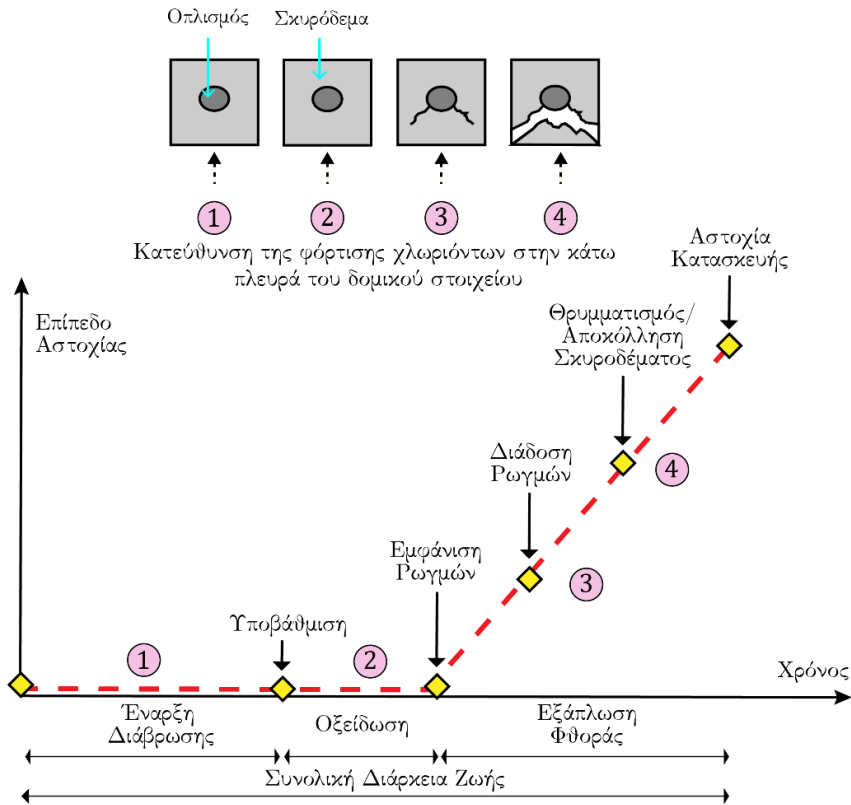 Οπλισμός
Σκυρόδεμα
1
2
3
4
Κατεύθυνση της φόρτισης χλωριόντων στην κάτω
πλευρά του δομικού στοιχείου
Αστοχία
Κατασκευής
Επίπεδο
Αστοχίας
Θρυμματισμός/
Αποκόλληση
Σκυροδέματος
Διάδοση
Ρωγμών
4
Εμφάνιση
Ρωγμών
3
Υποβάθμιση
1
2
Χρόνος
Έναρξη
Διάβρωσης
Οξείδωση
Εξάπλωση
Φθοράς
Συνολική Διάρκεια Ζωής